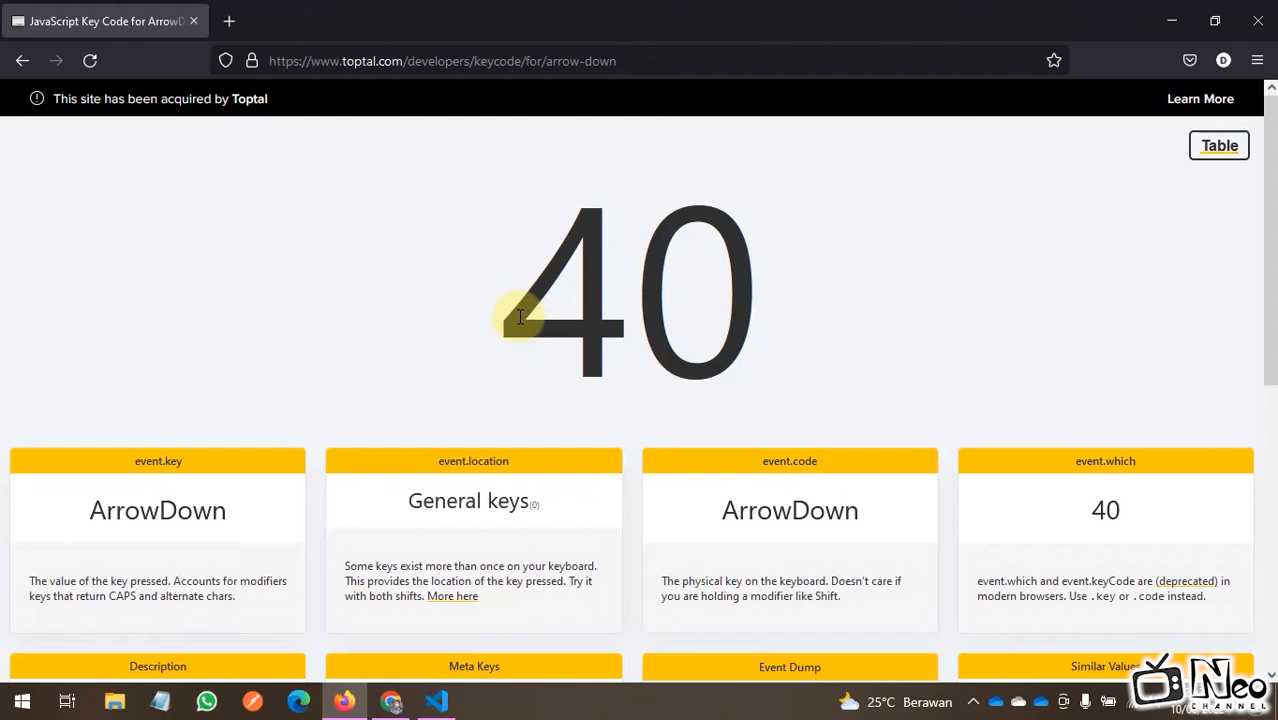 JavaScript Key Code for ArrowD
https://www.toptal.com/developers/keycode/for/arrow-down
D
This site has been acquired by Toptal
Learn More
Table
40
event.key
ArrowDown
The value of the key pressed. Accounts for modifiers
keys that return CAPS and alternate chars.
event.location
General keys(0)
Some keys exist more than once on your keyboard.
This provides the location of the key pressed. Try it
with both shifts. More here
event.code
ArrowDown
The physical key on the keyboard. Doesn't care if
you are holding a modifier like Shift.
event.which
40
event.which and event.keyCode are (deprecated) in
modern browsers. Use .key or .code instead.
Description
Meta Keys
Event Dump
Similar Values
25°C Berawan
Neo
CHANNEL